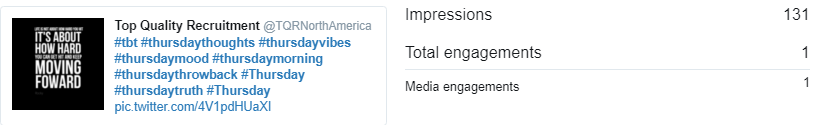 LIFE IS NOT ABOUT HOW HARD YOU HIT
IT'S ABOUT
HOW HARD
YOU CAN GET HIT AND KEEP
MOVING
FOWARD
Top Quality Recruitment @TQRNorthAmerica
#tbt #thursdaythoughts #thursdayvibes
#thursdaymood #thursdaymorning
#thursdaythrowback #Thursday
#thursdaytruth #Thursday
pic.twitter.com/4V1pdHUaXI
Impressions 131
Total engagements 1
Media engagements 1